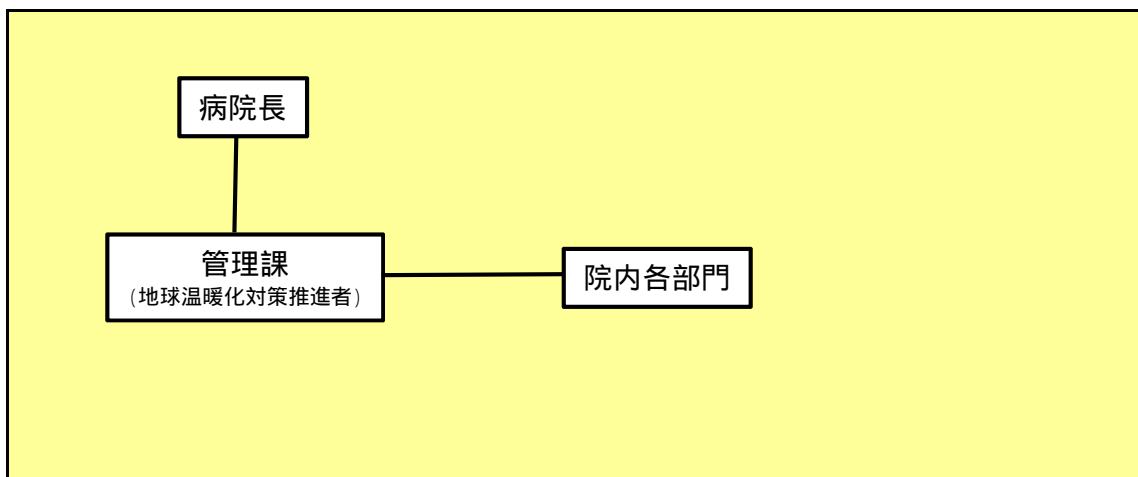 病院長
管理課
（地球温暖化対策推進者）
院内各部門